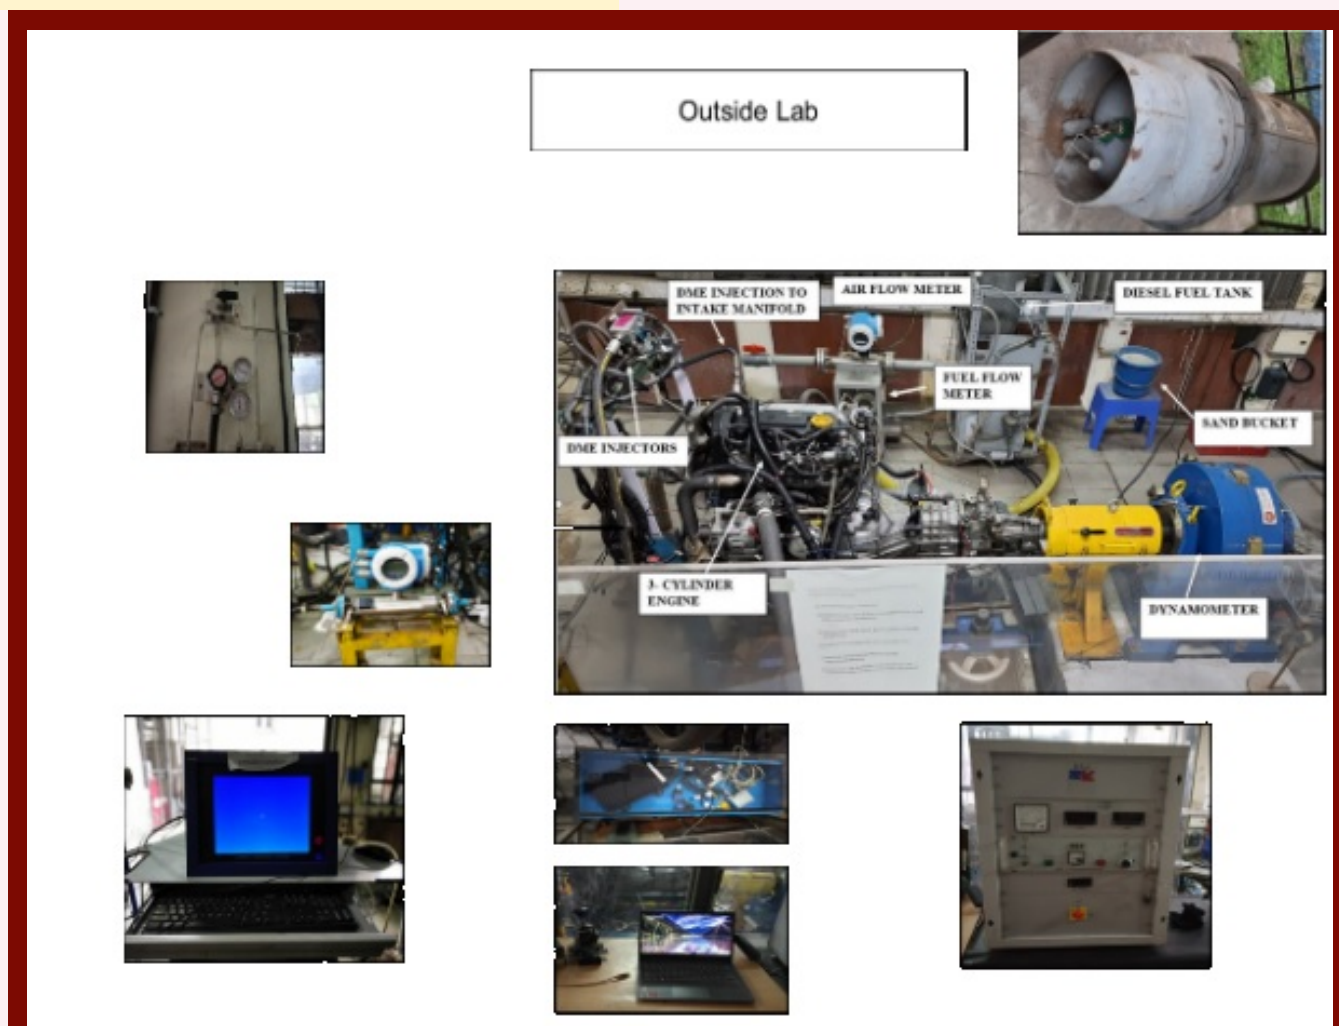 Outside Lab
DME INJECTION TO
INTAKE MANIFOLD
AIR FLOW METER
DIESEL FUEL TANK
FUEL FLOW
METER
SAND BUCKET
DME INJECTORS
3- CYLINDER
ENGINE
DYNAMOMETER